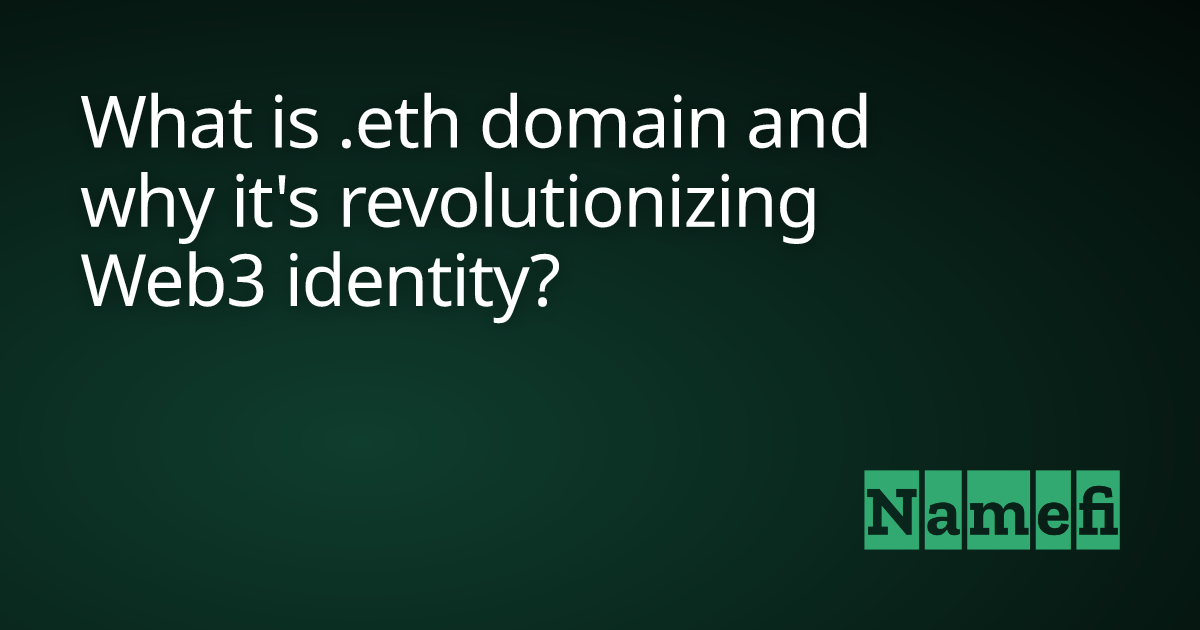 What is .eth domain and
why it's revolutionizing
Web3 identity?
Namefi